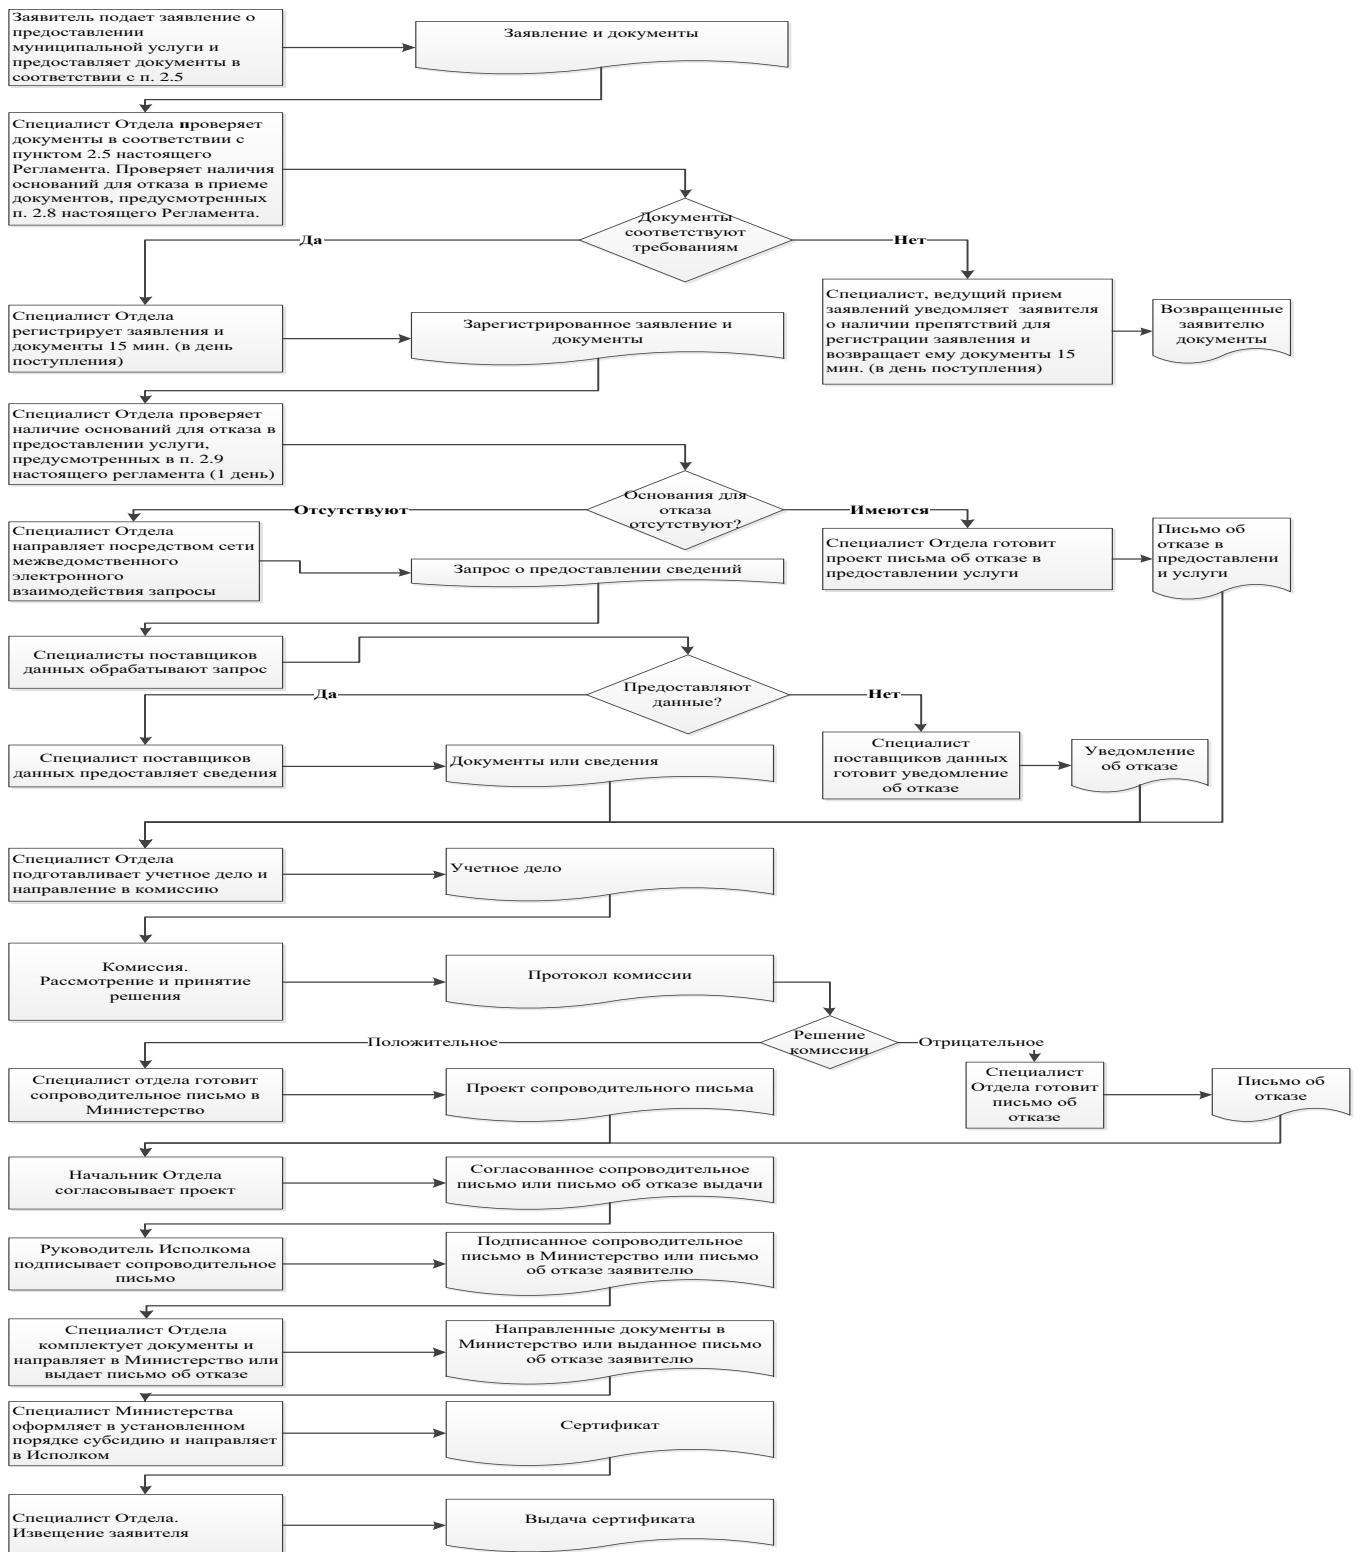 Заявитель подает заявление о
предоставлении
муниципальной услуги и
предоставляет документы в
соответствии с п. 2.5
Заявление и документы
Специалист Отдела проверяет
документы в соответствии с
пунктом 2.5 настоящего
Регламента. Проверяет наличия
оснований для отказа в приеме
документов, предусмотренных
п. 2.8 настоящего Регламента.
Документы
соответствуют
требованиям
Да
Нет
Специалист Отдела
регистрирует заявления и
документы 15 мин. (в день
поступления)
Зарегистрированное заявление и
документы
Специалист, ведущий прием
заявлений уведомляет заявителя
о наличии препятствий для
регистрации заявления и
возвращает ему документы 15
мин. (в день поступления)
Возвращенные
заявителю
документы
Специалист Отдела проверяет
наличие оснований для отказа в
предоставлении услуги,
предусмотренных в п. 2.9
настоящего регламента (1 день)
Основания для
отказа
отсутствуют?
Отсутствуют
Имеются
Специалист Отдела
направляет посредством сети
межведомственного
электронного
взаимодействия запросы
Запрос о предоставлении сведений
Специалист Отдела готовит
проект письма об отказе в
предоставлении услуги
Письмо об
отказе в
предоставлени
и услуги
Специалисты поставщиков
данных обрабатывают запрос
Предоставляют
данные?
Да
Нет
Специалист поставщиков
данных предоставляет сведения
Документы или сведения
Специалист
поставщиков данных
готовит уведомление
об отказе
Уведомление
об отказе
Специалист Отдела
подготавливает учетное дело и
направление в комиссию
Учетное дело
Комиссия.
Рассмотрение и принятие
решения
Протокол комиссии
Решение
комиссии
Положительное
Отрицательное
Специалист отдела готовит
сопроводительное письмо в
Министерство
Проект сопроводительного письма
Специалист
Отдела готовит
письмо об
отказе
Письмо об
отказе
Начальник Отдела
согласовывает проект
Согласованное сопроводительное
письмо или письмо об отказе выдачи
Руководитель Исполкома
подписывает сопроводительное
письмо
Подписанное сопроводительное
письмо в Министерство или письмо
об отказе заявителю
Специалист Отдела
комплектует документы и
направляет в Министерство или
выдает письмо об отказе
Направленные документы в
Министерство или выданное письмо
об отказе заявителю
Специалист Министерства
оформляет в установленном
порядке субсидию и направляет
в Исполком
Сертификат
Специалист Отдела.
Извещение заявителя
Выдача сертификата